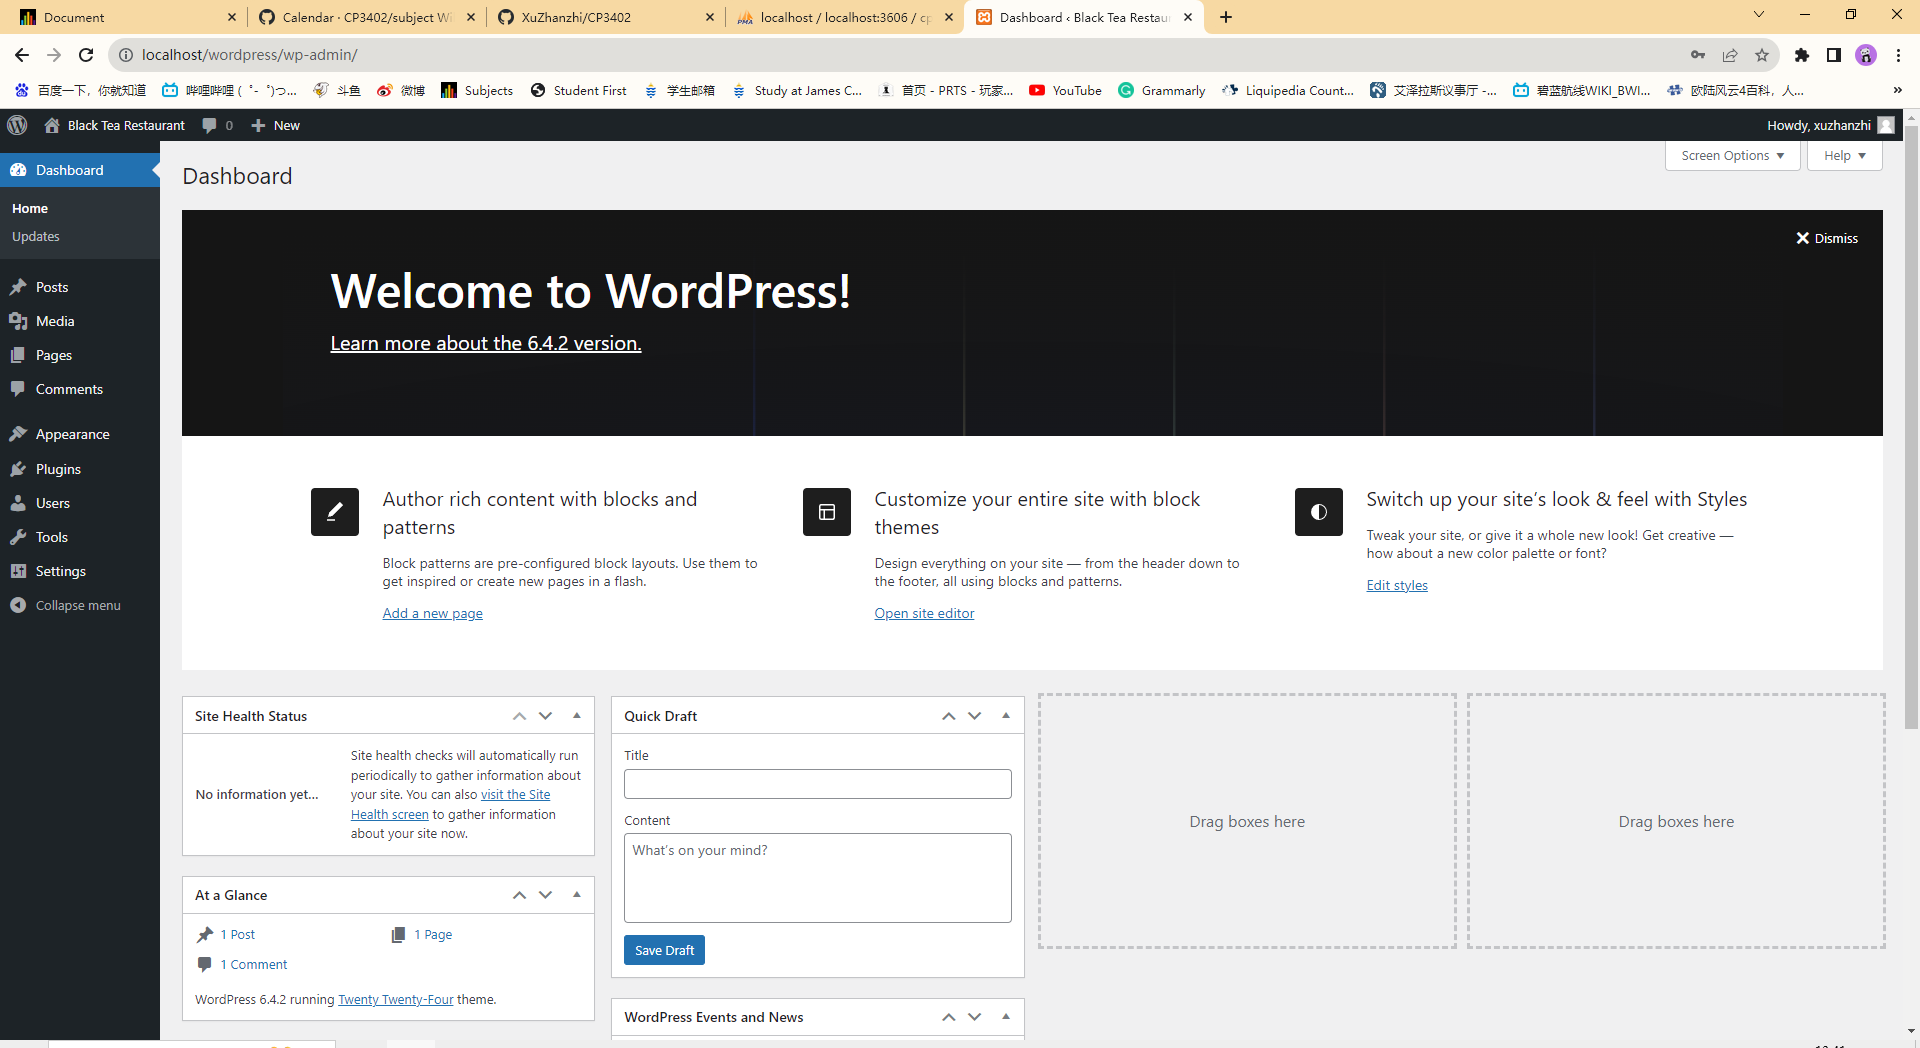 Document
Calendar · CP3402/subject Wi
XuZhanzhi/CP3402
localhost / localhost:3606 / cp
Dashboard ‹ Black Tea Restau
localhost/wordpress/wp-admin/
百度一下，你就知道
哔哩哔哩 ( ゜- ゜)つ...
斗鱼
微博
Subjects
Student First
学生邮箱
Study at James C...
首页 - PRTS - 玩家...
YouTube
Grammarly
Liquipedia Count...
艾泽拉斯议事厅 -...
碧蓝航线WIKI_BWI...
欧陆风云4百科，人...
Black Tea Restaurant
0
New
Howdy, xuzhanzhi
Screen Options
Help
Dashboard
Home
Updates
Posts
Media
Pages
Comments
Appearance
Plugins
Users
Tools
Settings
Collapse menu
Dashboard
Dismiss
Welcome to WordPress!
Learn more about the 6.4.2 version.
Author rich content with blocks and
patterns
Block patterns are pre-configured block layouts. Use them to
get inspired or create new pages in a flash.
Add a new page
Customize your entire site with block
themes
Design everything on your site — from the header down to
the footer, all using blocks and patterns.
Open site editor
Switch up your site’s look & feel with Styles
Tweak your site, or give it a whole new look! Get creative —
how about a new color palette or font?
Edit styles
Site Health Status
No information yet…
Site health checks will automatically run
periodically to gather information about
your site. You can also visit the Site
Health screen to gather information
about your site now.
At a Glance
1 Post
1 Page
1 Comment
WordPress 6.4.2 running Twenty Twenty-Four theme.
Quick Draft
Title
Content
What’s on your mind?
Save Draft
WordPress Events and News
Drag boxes here
Drag boxes here